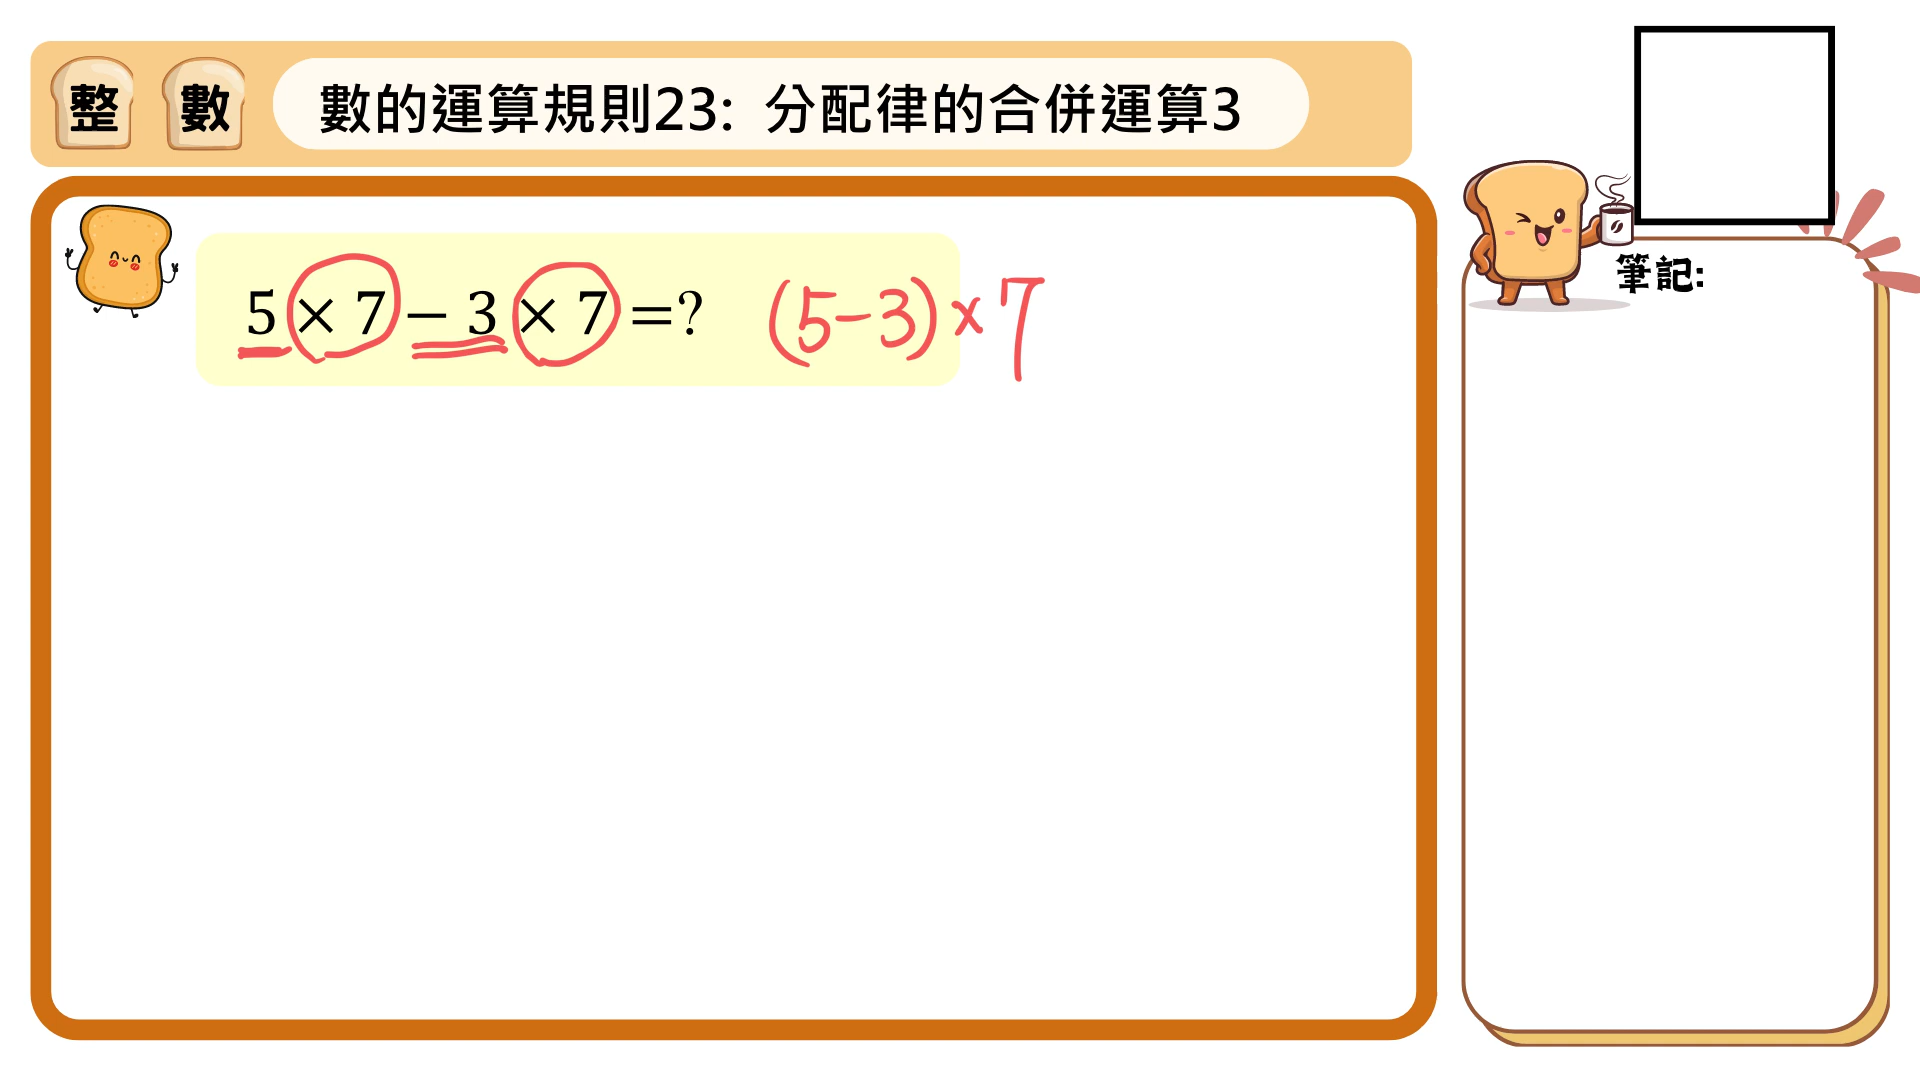 整 數 數的運算規則23: 分配律的合併運算3
5 × 7 − 3 × 7 =? (5−3)×7
筆記: